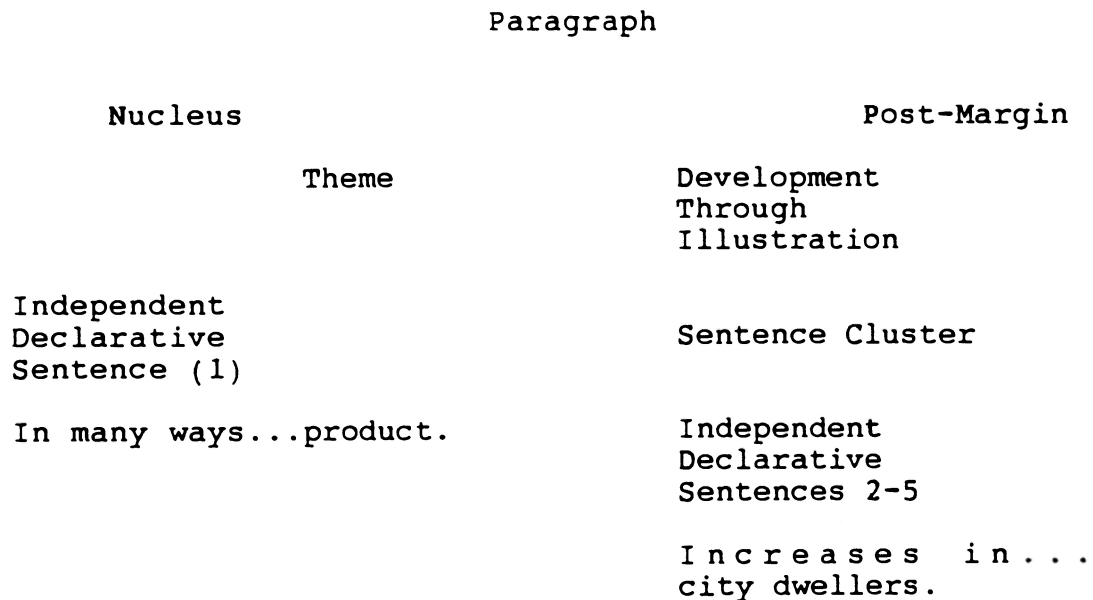 Paragraph
Nucleus Post-Margin
Theme Development
Through
Illustration
Independent
Declarative Sentence Cluster
Sentence (1)
In many ways...product. Independent
Declarative
Sentences 2-5
Increases in...
city dwellers.